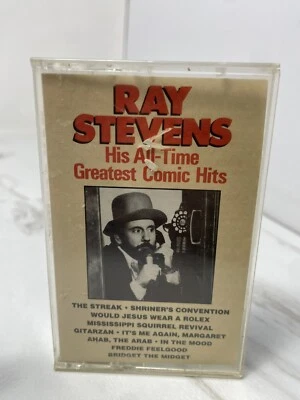 RAY
STEVENS
His All-Time
Greatest Comic Hits
THE STREAK • SHRINER'S CONVENTION
WOULD JESUS WEAR A ROLEX
MISSISSIPPI SQUIRREL REVIVAL
GITARZAN • IT'S ME AGAIN, MARGARET
AHAB, THE ARAB • IN THE MOOD
FREDDIE FEELGOOD
BRIDGET THE MIDGET